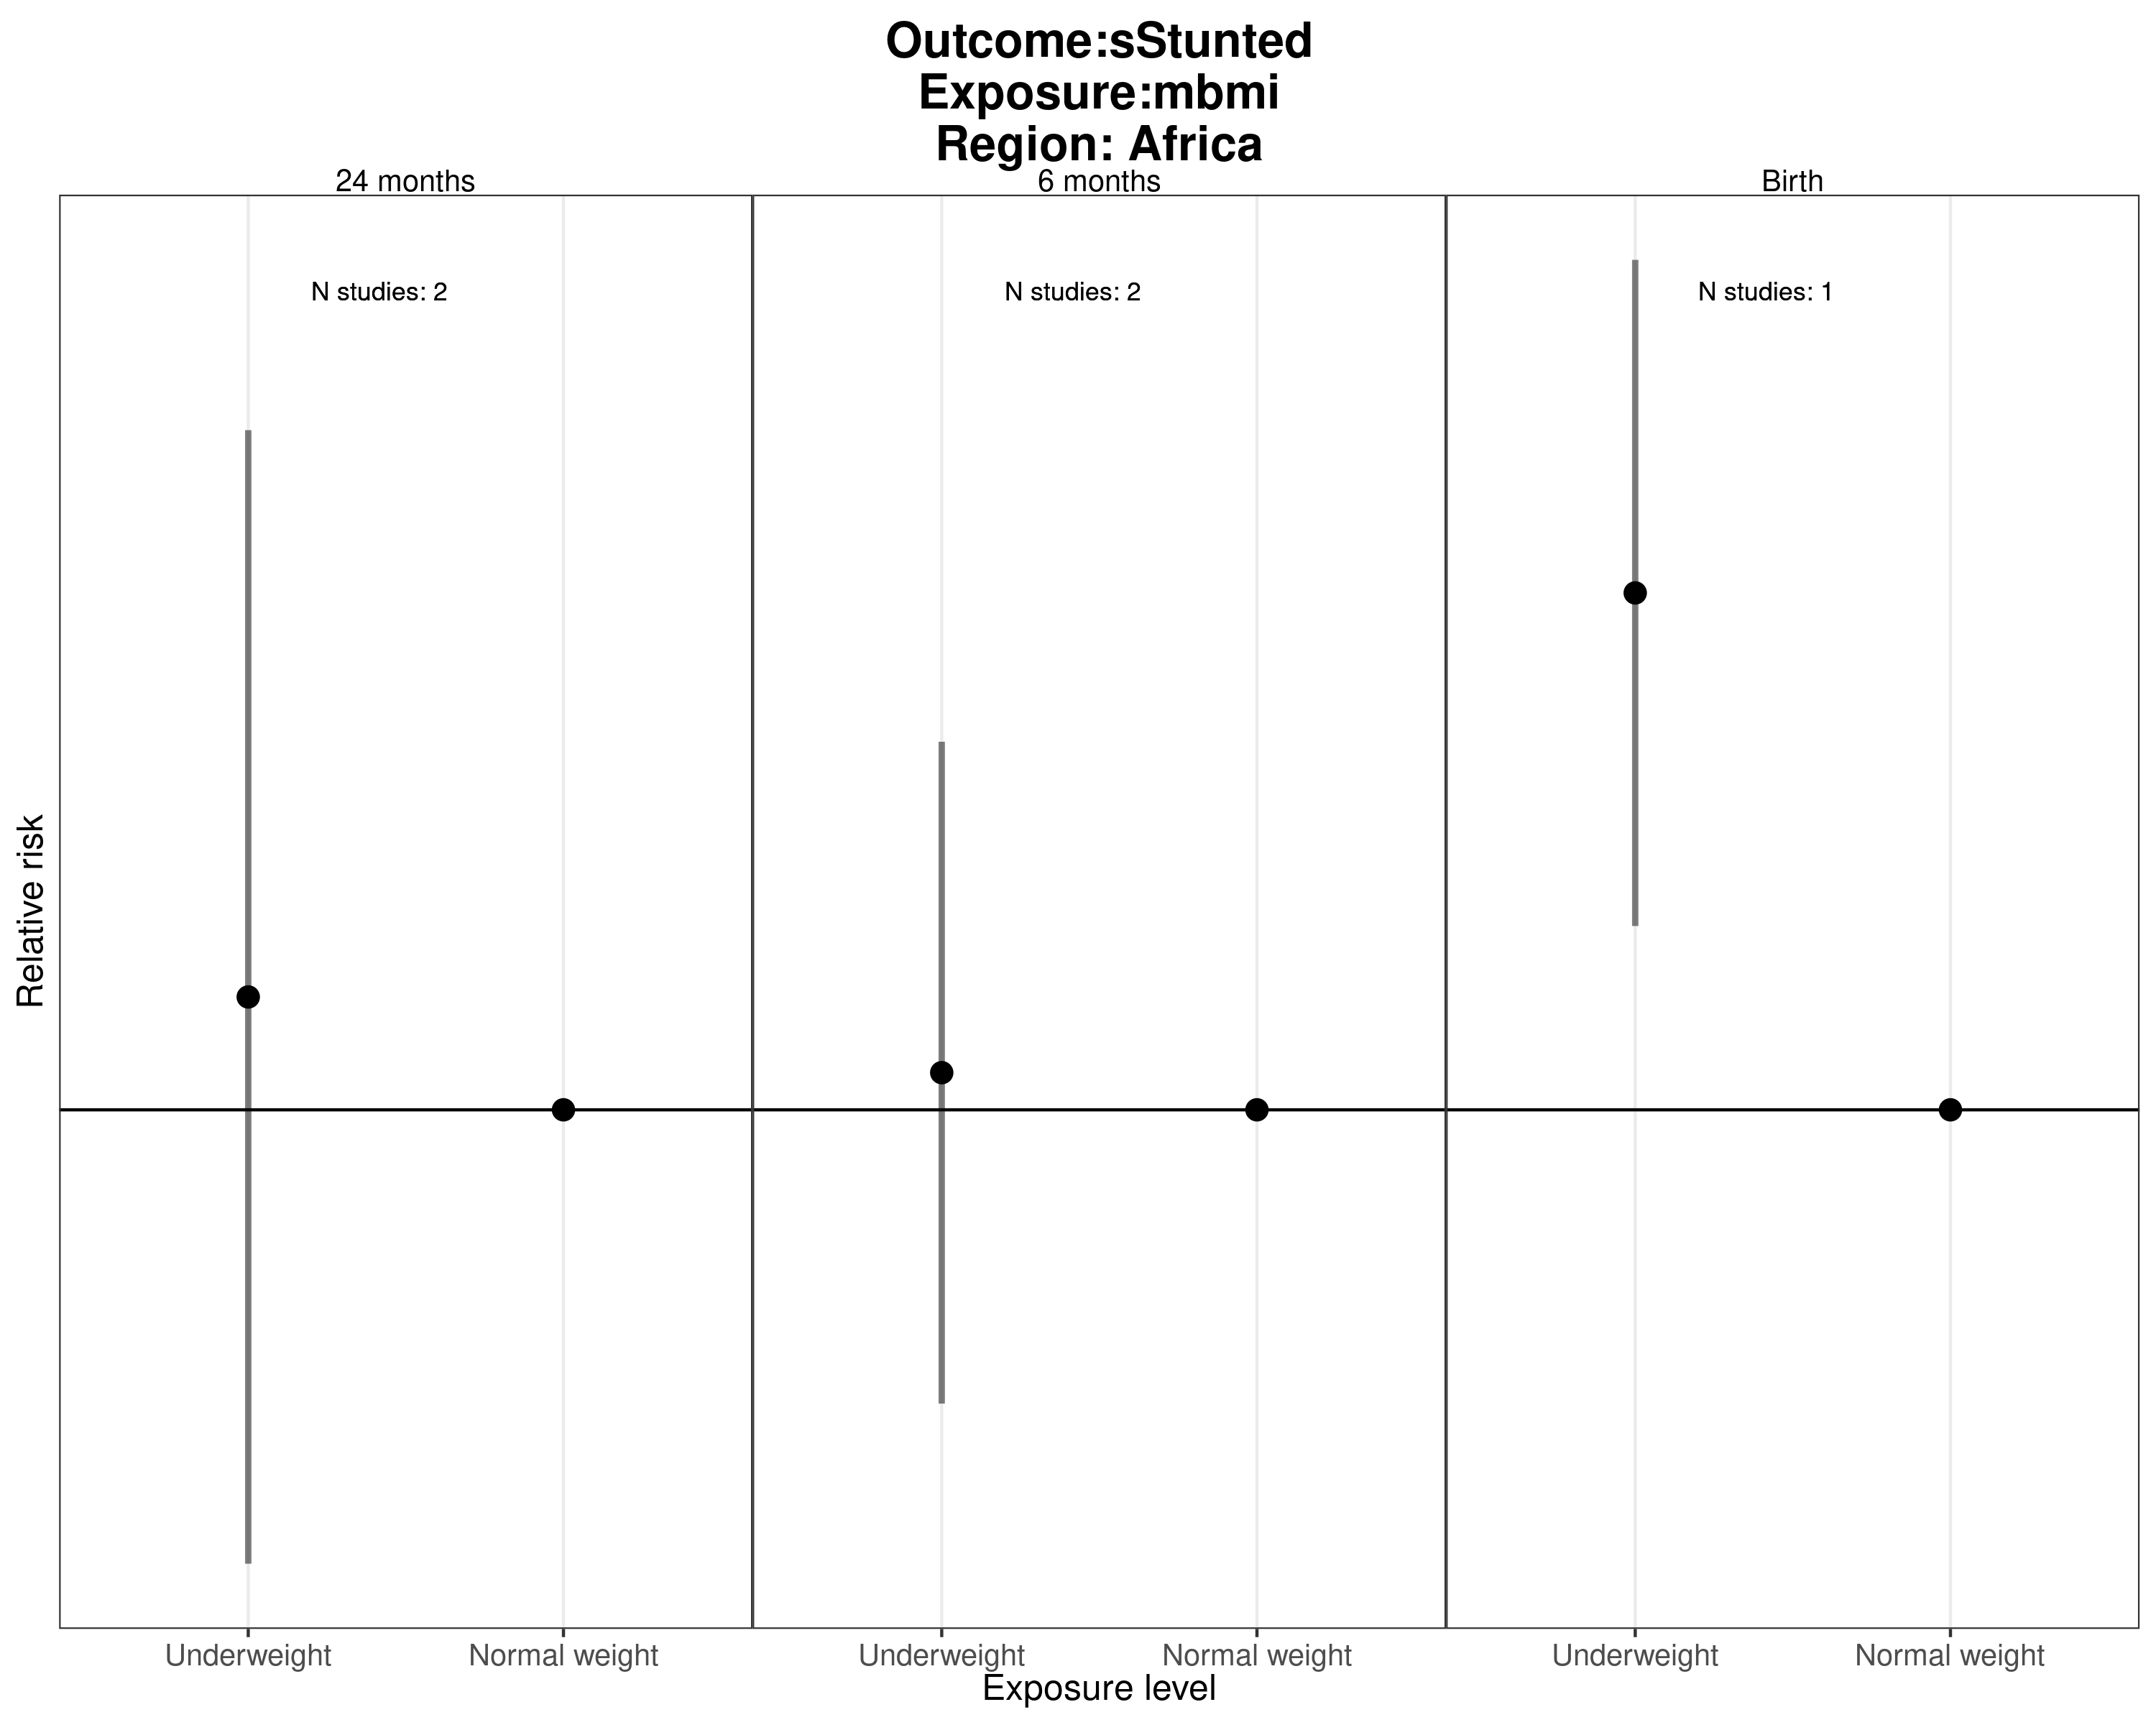 Outcome:sStunted
Exposure:mbmi
Region: Africa
24 months
6 months
Birth
N studies: 2
N studies: 2
N studies: 1
Relative risk
Underweight
Normal weight
Underweight
Normal weight
Underweight
Normal weight
Exposure level